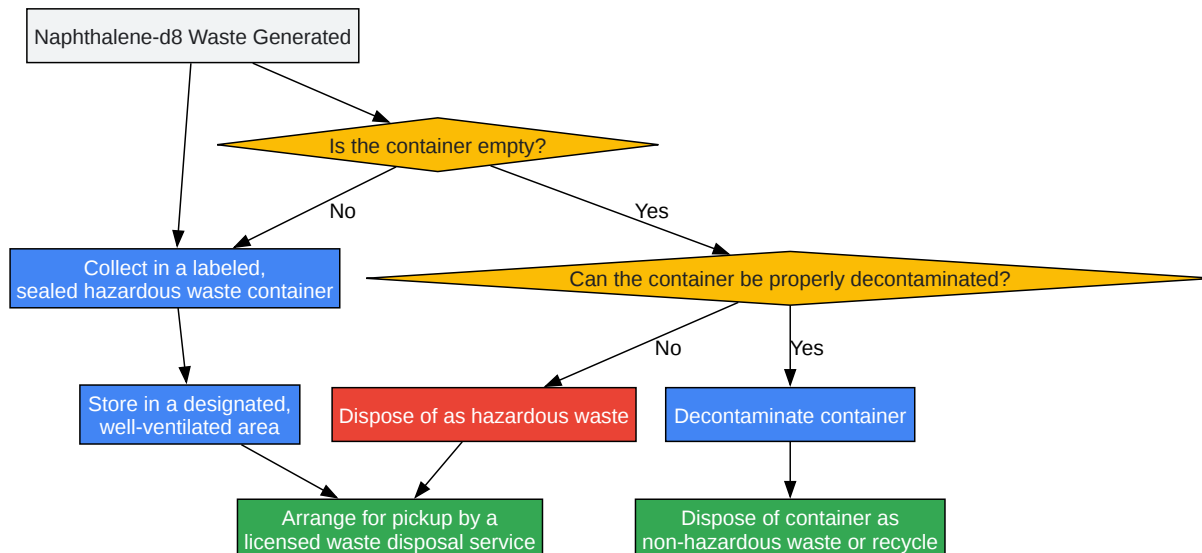 Naphthalene-d8 Waste Generated
Is the container empty?
No
Yes
Collect in a labeled,
sealed hazardous waste container
Can the container be properly decontaminated?
No
Yes
Store in a designated,
well-ventilated area
Dispose of as hazardous waste
Decontaminate container
Arrange for pickup by a
licensed waste disposal service
Dispose of container as
non-hazardous waste or recycle